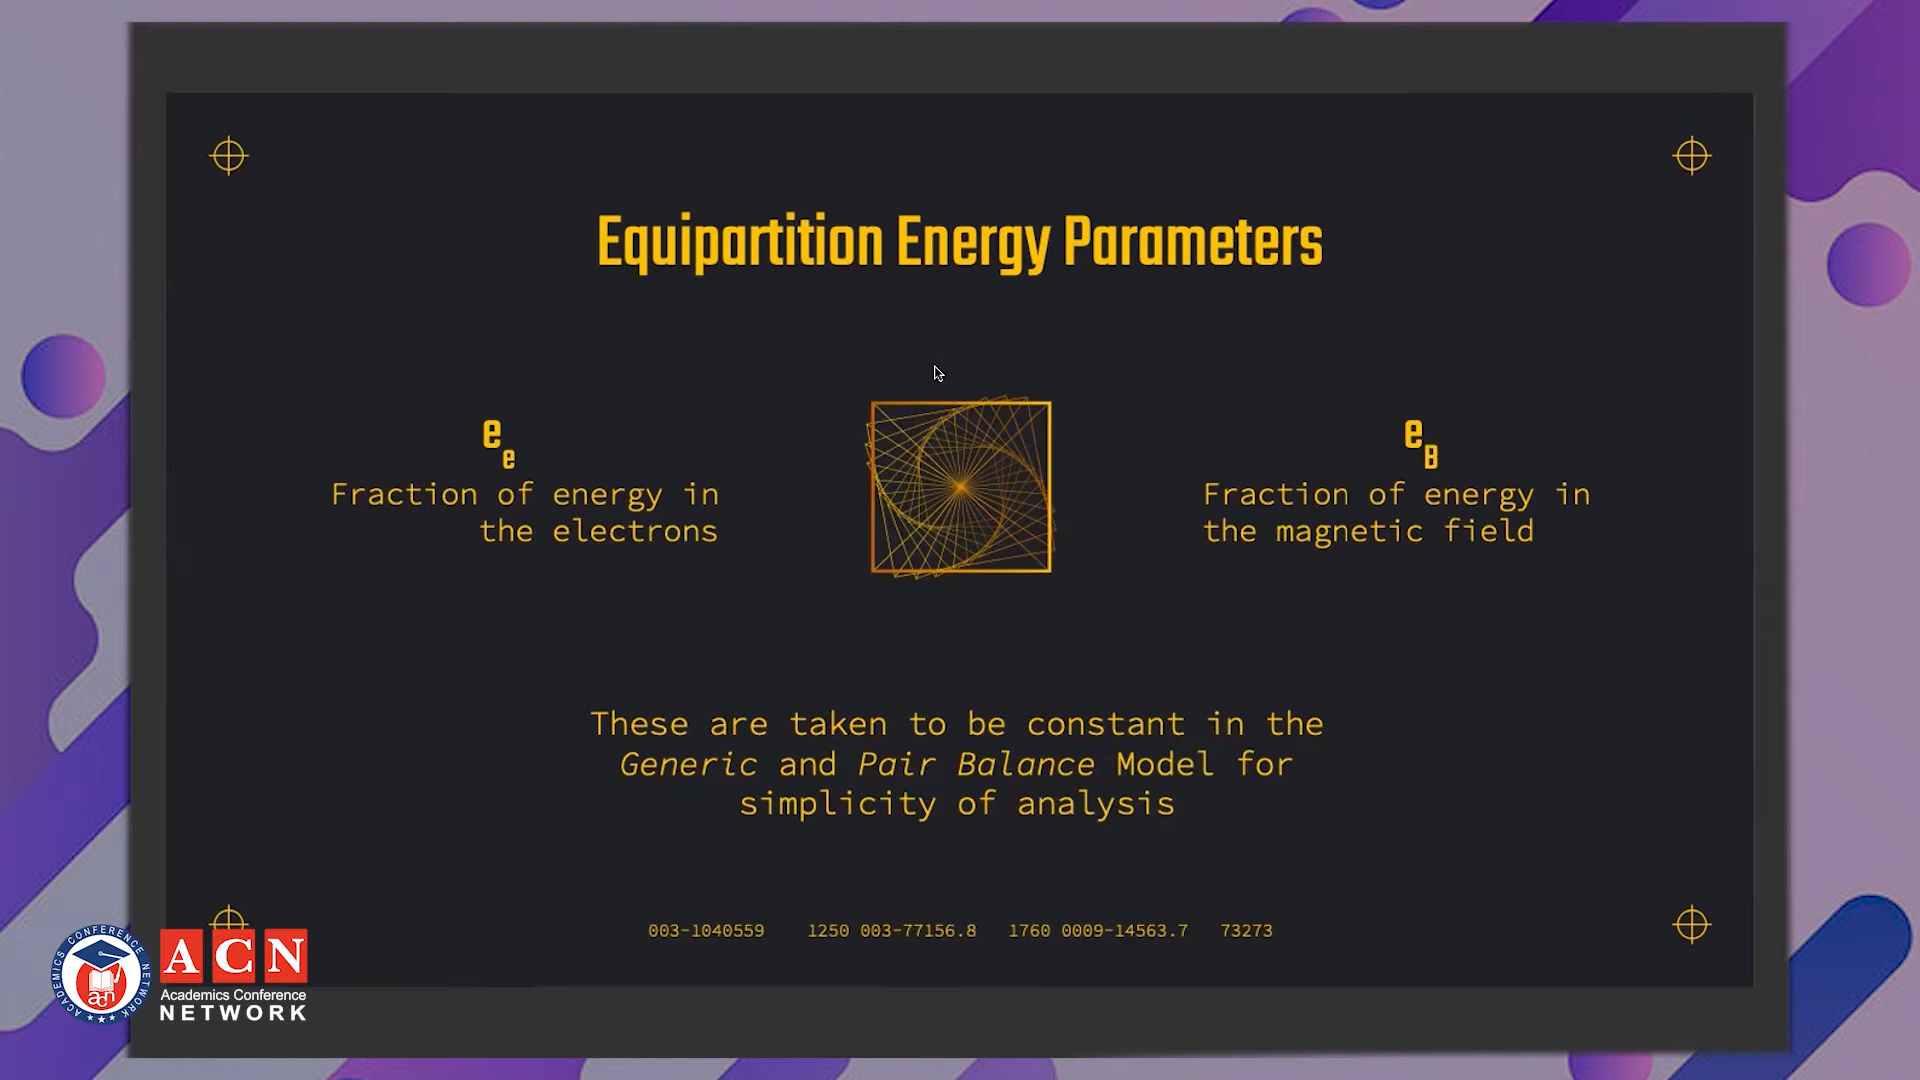 Equipartition Energy Parameters
e
e
Fraction of energy in
the electrons
e
B
Fraction of energy in
the magnetic field
These are taken to be constant in the
Generic and Pair Balance Model for
simplicity of analysis
003-1040559 1250 003-77156.8 1760 0009-14563.7 73273
ACADEMICS CONFERENCE NETWORK
acn
ACN
Academics Conference
NETWORK